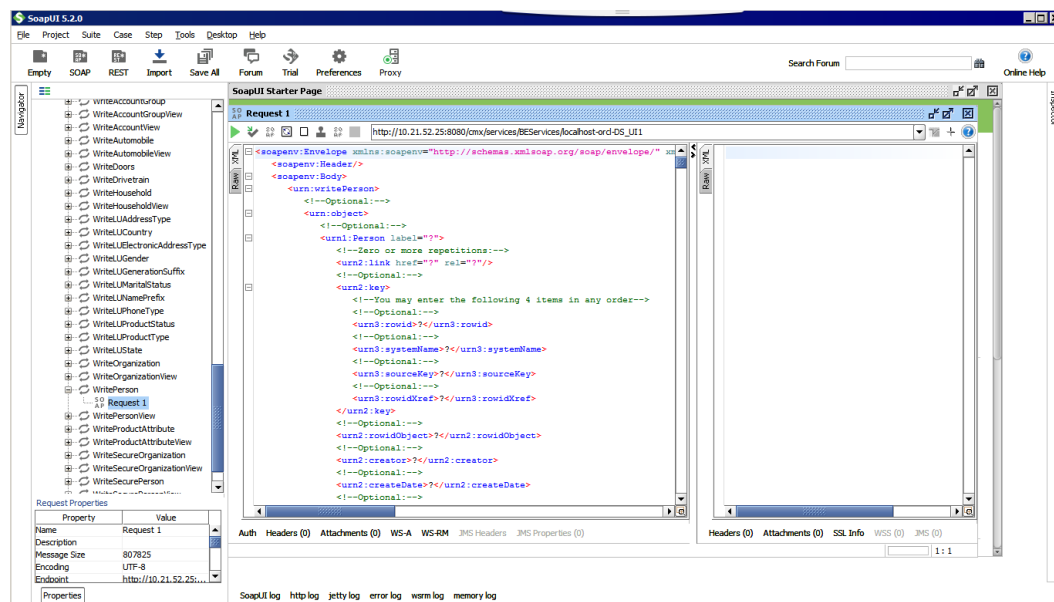 SoapUI 5.2.0
File Project Suite Case Step Tools Desktop Help
Empty SOAP REST Import Save All Forum Trial Preferences Proxy Search Forum Online Help
Navigator
WriteAccountGroup
WriteAccountGroupView
WriteAccountView
WriteAutomobile
WriteAutomobileView
WriteDoors
WriteDrivetrain
WriteHousehold
WriteHouseholdView
WriteLUAddressType
WriteLUCountry
WriteLUElectronicAddressType
WriteLUGender
WriteLUGenerationSuffix
WriteLUMaritalStatus
WriteLUNamePrefix
WriteLUPhoneType
WriteLUProductStatus
WriteLUProductType
WriteLUState
WriteOrganization
WriteOrganizationView
WritePerson
Request 1
WritePersonView
WriteProductAttribute
WriteProductAttributeView
WriteSecureOrganization
WriteSecureOrganizationView
WriteSecurePerson
Request Properties
Property Value
Name Request 1
Description
Message Size 807825
Encoding UTF-8
Endpoint http://10.21.52.25:...
Properties
SoapUI Starter Page
Request 1
http://10.21.52.25:8080/cmx/services/BEServices/localhost-orcl-DS_UI1
XML
Raw
<soapenv:Envelope xmlns:soapenv="http://schemas.xmlsoap.org/soap/envelope/" xm
<soapenv:Header/>
<soapenv:Body>
<urn:writePerson>
<!--Optional:-->
<urn:object>
<!--Optional:-->
<urn1:Person label="?">
<!--Zero or more repetitions:-->
<urn2:link href="?" rel="?"/>
<!--Optional:-->
<urn2:key>
<!--You may enter the following 4 items in any order-->
<!--Optional:-->
<urn3:rowid>?</urn3:rowid>
<!--Optional:-->
<urn3:systemName>?</urn3:systemName>
<!--Optional:-->
<urn3:sourceKey>?</urn3:sourceKey>
<!--Optional:-->
<urn3:rowidXref>?</urn3:rowidXref>
</urn2:key>
<!--Optional:-->
<urn2:rowidObject>?</urn2:rowidObject>
<!--Optional:-->
<urn2:creator>?</urn2:creator>
<!--Optional:-->
<urn2:createDate>?</urn2:createDate>
<!--Optional:-->
Auth Headers (0) Attachments (0) WS-A WS-RM JMS Headers JMS Properties (0)
XML
Raw
Headers (0) Attachments (0) SSL Info WSS (0) JMS (0)
1 : 1
SoapUI log http log jetty log error log wsrm log memory log